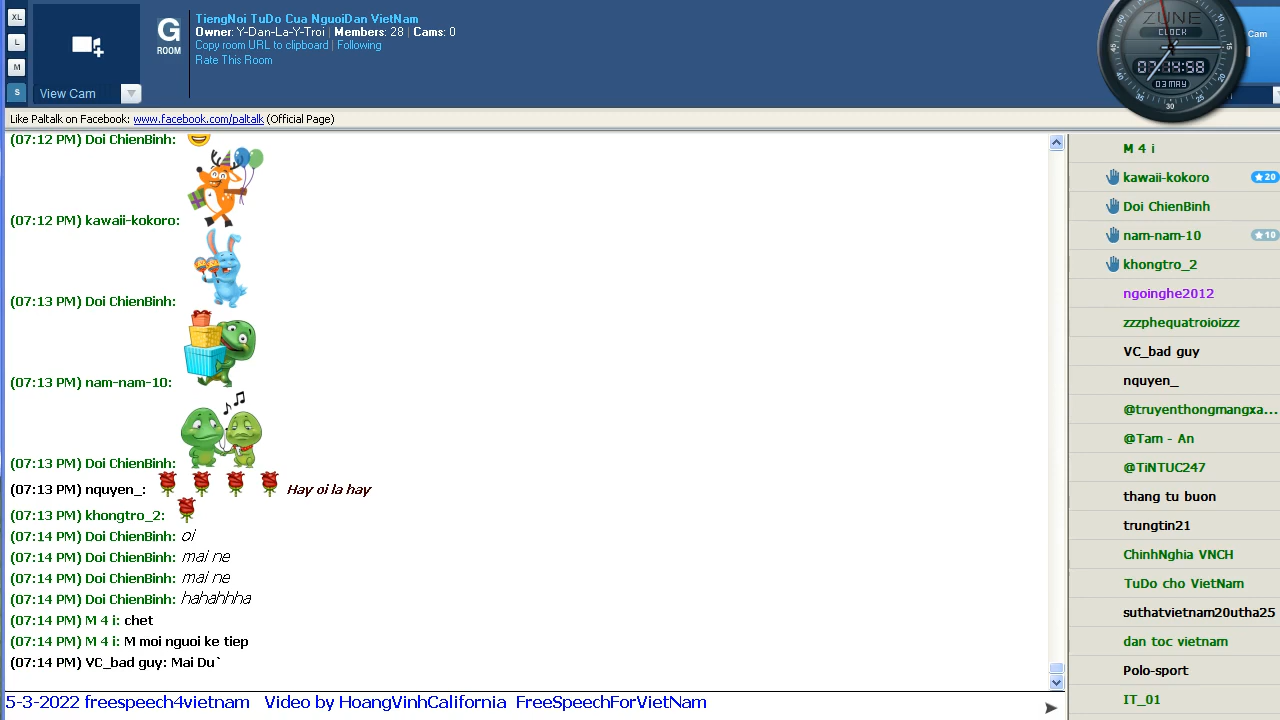 XL
L
M
S
View Cam
G
ROOM
TiengNoi TuDo Cua NguoiDan VietNam
Owner: Y-Dan-La-Y-Troi | Members: 28 | Cams: 0
Copy room URL to clipboard | Following
Rate This Room
ZUNE
CLOCK
07:14:58
03 MAY
Cam
Like Paltalk on Facebook: www.facebook.com/paltalk (Official Page)
(07:12 PM) Doi ChienBinh:
(07:12 PM) kawaii-kokoro:
(07:13 PM) Doi ChienBinh:
(07:13 PM) nam-nam-10:
(07:13 PM) Doi ChienBinh:
(07:13 PM) nquyen_: Hay oi la hay
(07:13 PM) khongtro_2:
(07:14 PM) Doi ChienBinh: oi
(07:14 PM) Doi ChienBinh: mai ne
(07:14 PM) Doi ChienBinh: mai ne
(07:14 PM) Doi ChienBinh: hahahhha
(07:14 PM) M 4 i: chet
(07:14 PM) M 4 i: M moi nguoi ke tiep
(07:14 PM) VC_bad guy: Mai Du`
M 4 i
kawaii-kokoro 20
Doi ChienBinh
nam-nam-10 10
khongtro_2
ngoinghe2012
zzzphequatroioizzz
VC_bad guy
nquyen_
@truyenthongmangxa...
@Tam - An
@TiNTUC247
thang tu buon
trungtin21
ChinhNghia VNCH
TuDo cho VietNam
suthatvietnam20utha25
dan toc vietnam
Polo-sport
IT_01
5-3-2022 freespeech4vietnam Video by HoangVinhCalifornia FreeSpeechForVietNam